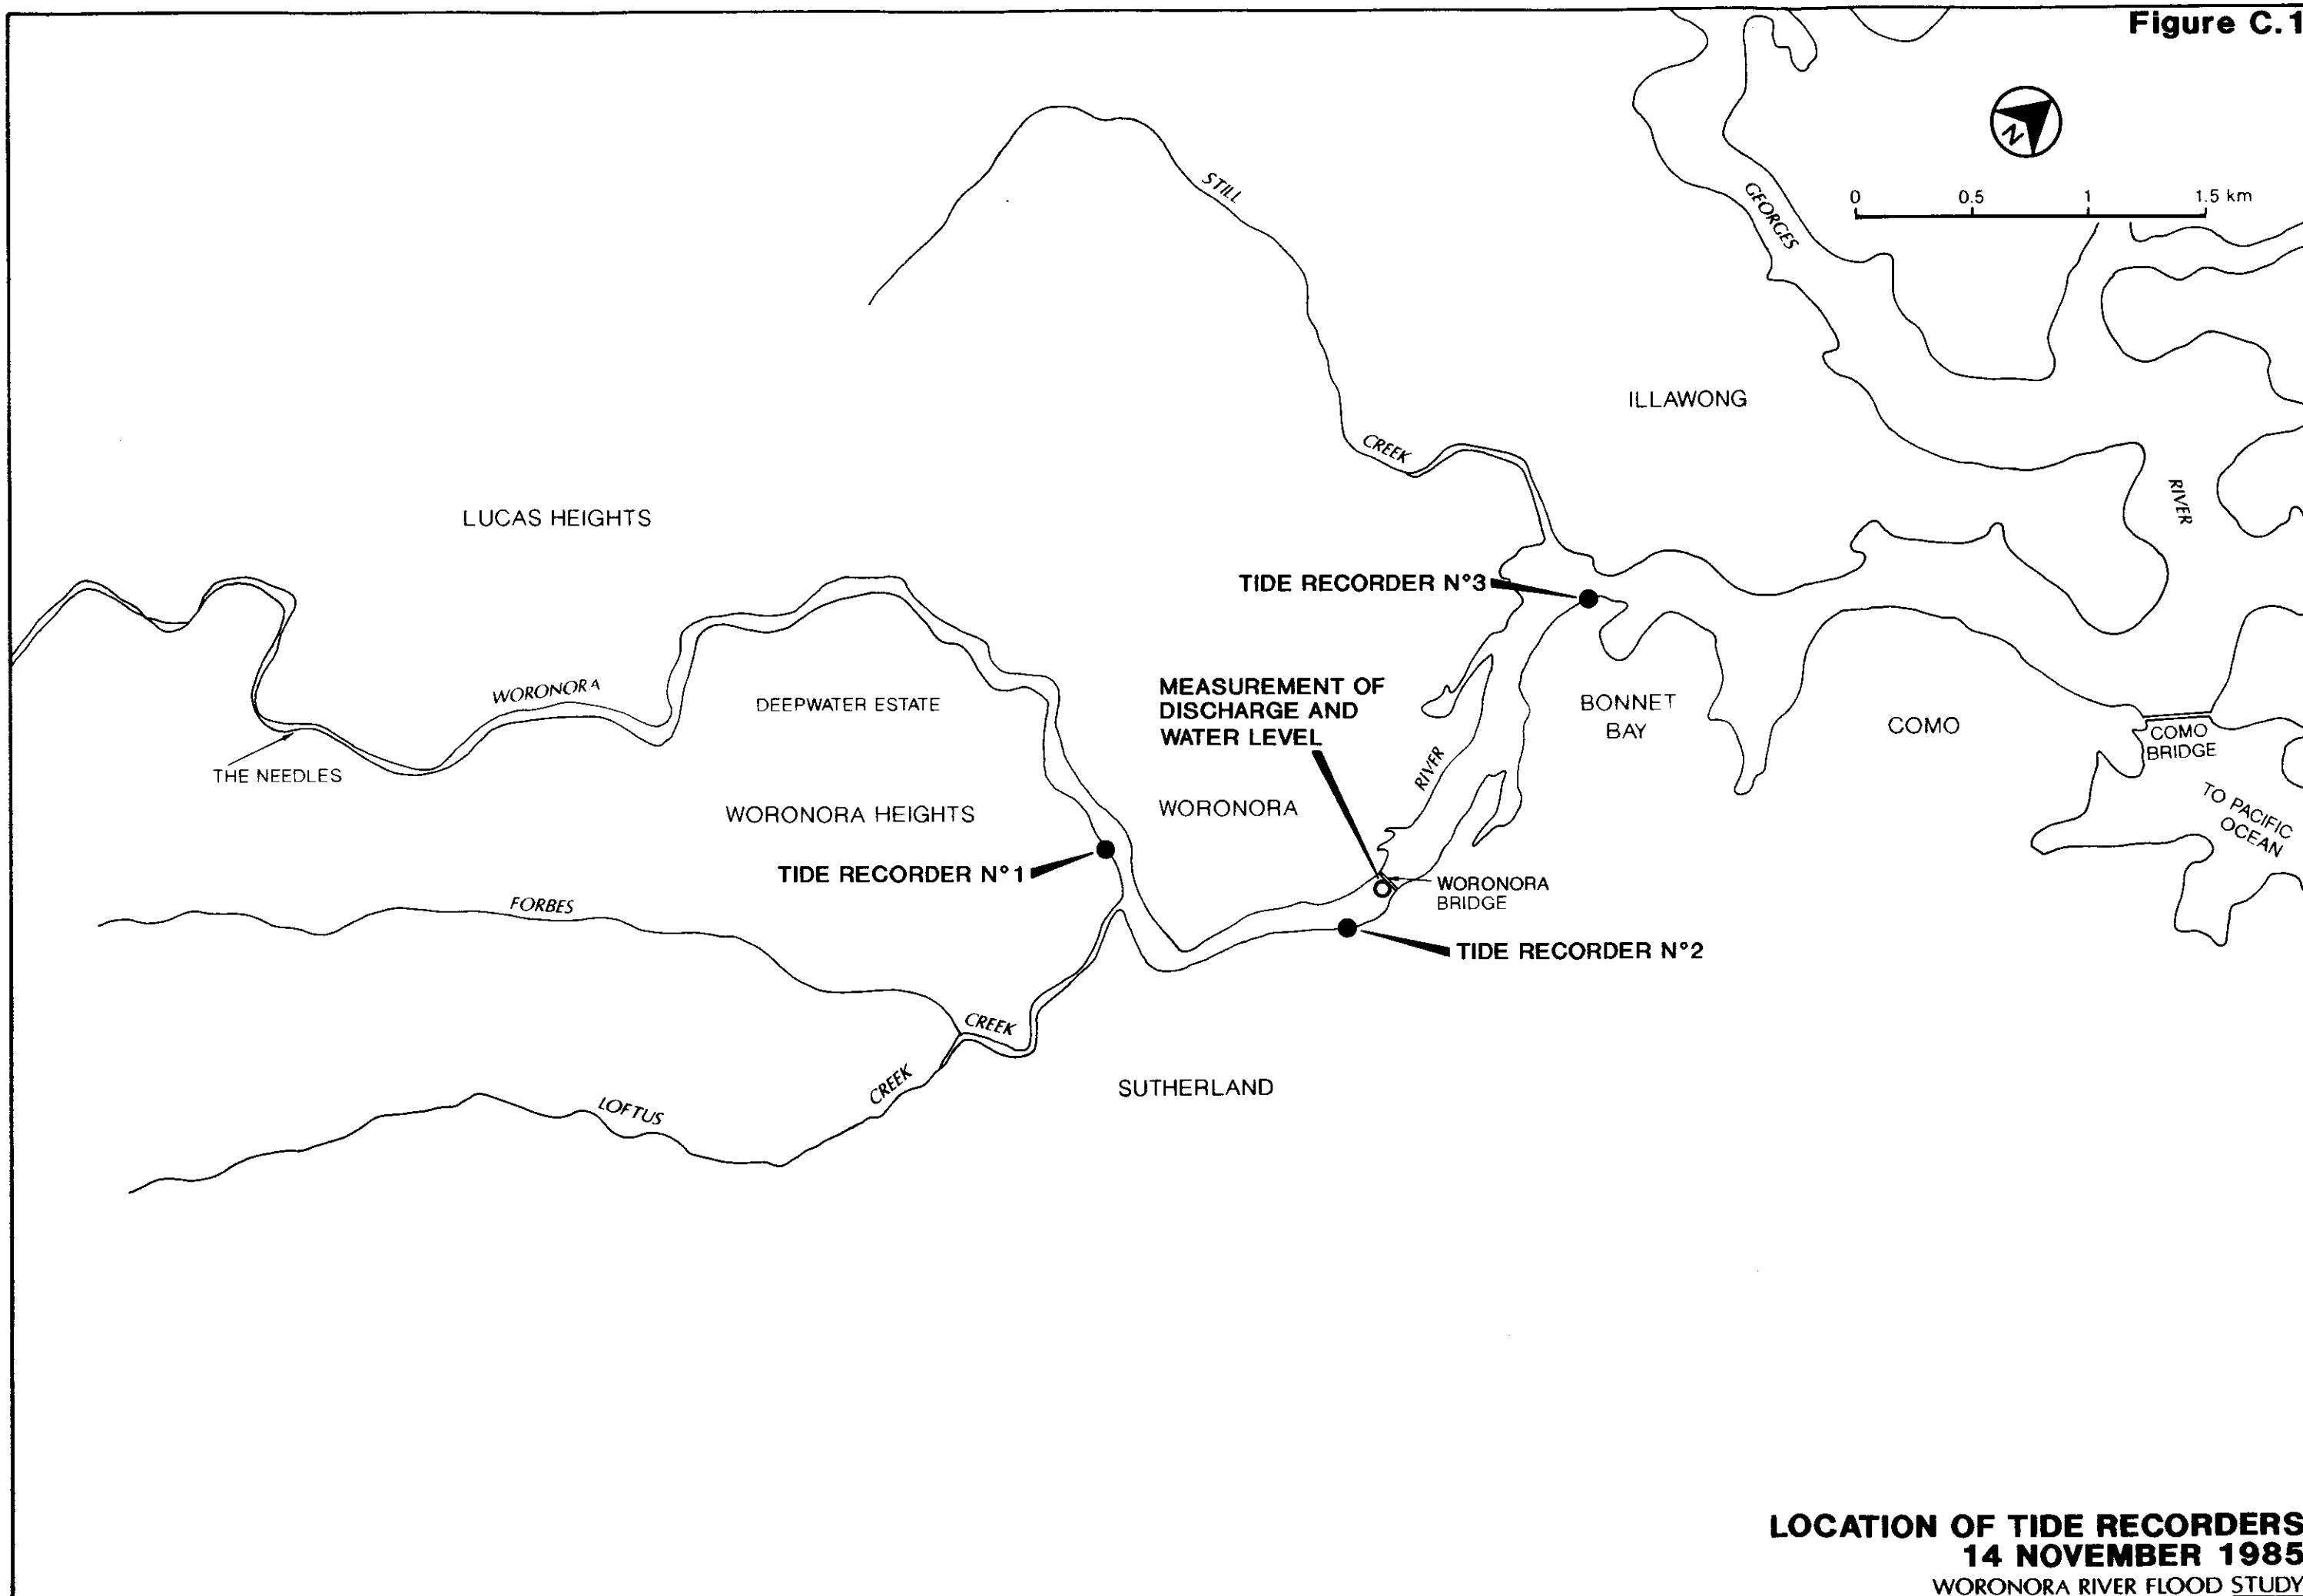 Figure C.1
N
0 0.5 1 1.5 km
STILL
GEORGES
ILLAWONG
CREEK
RIVER
LUCAS HEIGHTS
TIDE RECORDER N°3
WORONORA
DEEPWATER ESTATE
MEASUREMENT OF
DISCHARGE AND
WATER LEVEL
BONNET
BAY
COMO
COMO
BRIDGE
THE NEEDLES
RIVER
WORONORA HEIGHTS
WORONORA
TO PACIFIC
OCEAN
TIDE RECORDER N°1
WORONORA
BRIDGE
FORBES
TIDE RECORDER N°2
CREEK
CREEK
SUTHERLAND
LOFTUS
LOCATION OF TIDE RECORDERS
14 NOVEMBER 1985
WORONORA RIVER FLOOD STUDY